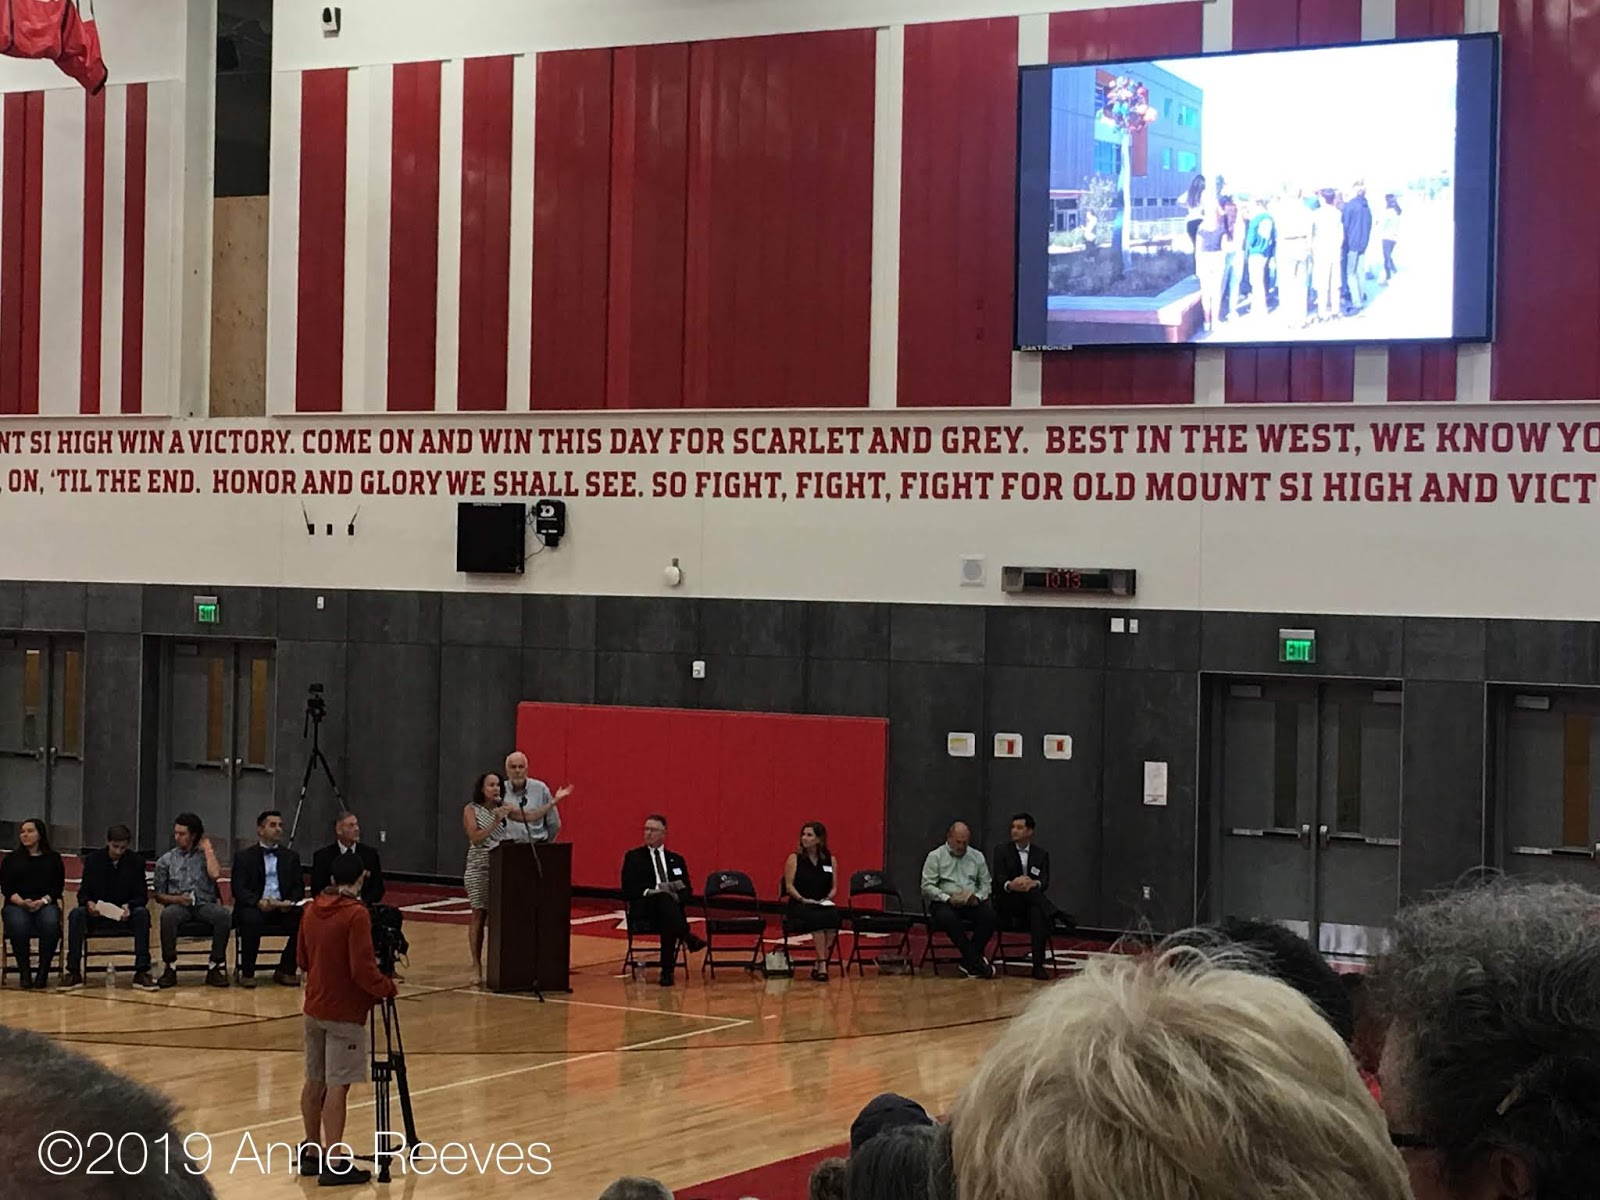 DAKTRONICS
NT SI HIGH WIN A VICTORY. COME ON AND WIN THIS DAY FOR SCARLET AND GREY. BEST IN THE WEST, WE KNOW YO
, ON, ‘TIL THE END. HONOR AND GLORY WE SHALL SEE. SO FIGHT, FIGHT, FIGHT FOR OLD MOUNT SI HIGH AND VICT
10:13
EXIT
EXIT
©2019 Anne Reeves